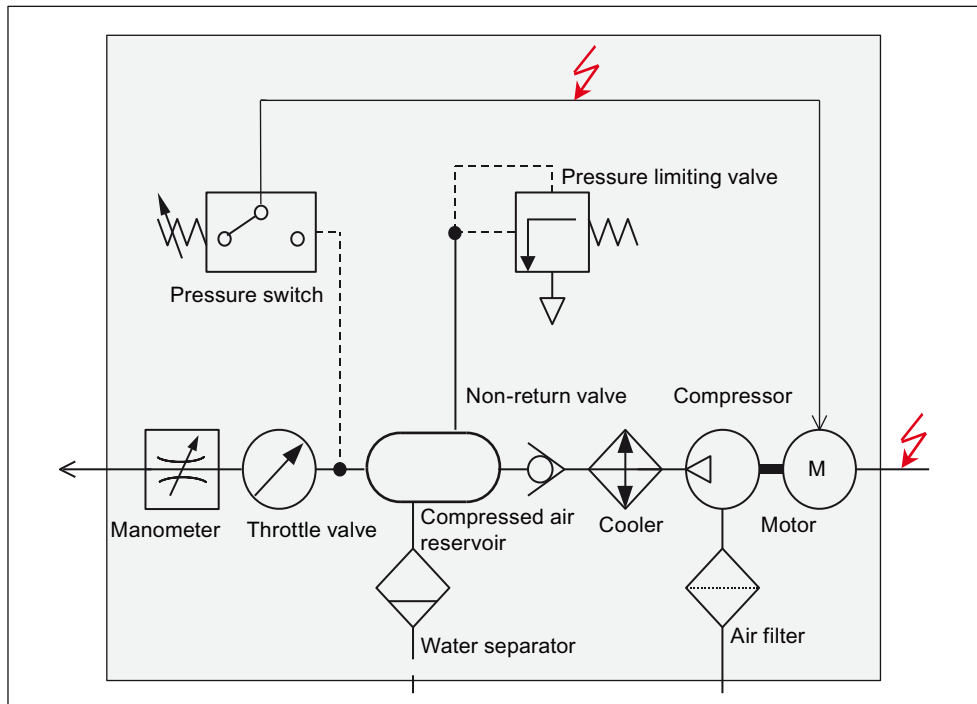 Pressure limiting valve
Pressure switch
Non-return valve
Compressor
M
Manometer
Throttle valve
Compressed air
reservoir
Cooler
Motor
Water separator
Air filter